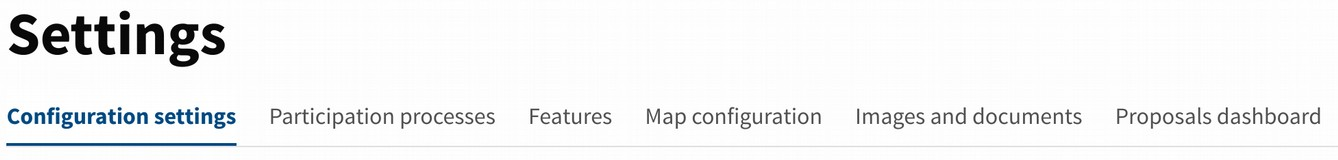 Settings
Configuration settings Participation processes Features Map configuration Images and documents Proposals dashboard